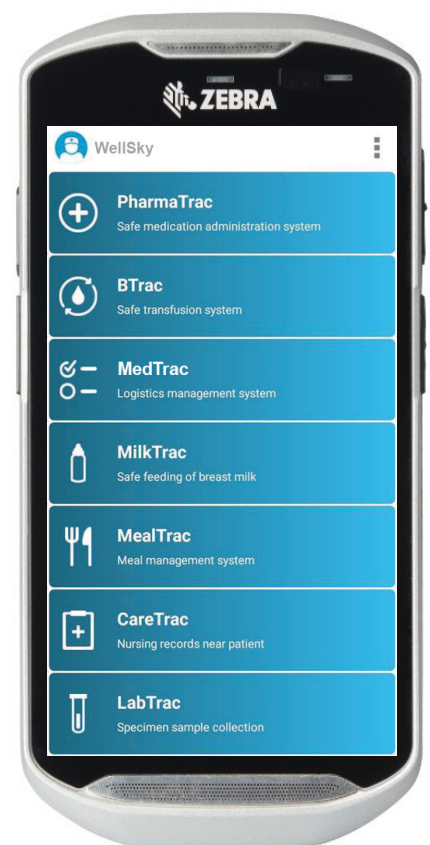 ZEBRA
WellSky
PharmaTrac
Safe medication administration system
BTrac
Safe transfusion system
MedTrac
Logistics management system
MilkTrac
Safe feeding of breast milk
MealTrac
Meal management system
CareTrac
Nursing records near patient
LabTrac
Specimen sample collection